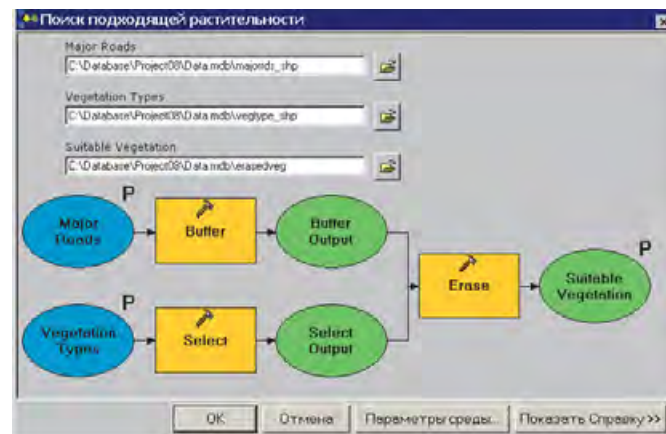 Поиск подходящей растительности
Major Roads
C:\Database\Project08\Data.mdb\majorrds_shp
Vegetation Types
C:\Database\Project08\Data.mdb\vegtype_shp
Suitable Vegetation
C:\Database\Project08\Data.mdb\erasedveg
P
Major
Roads
Buffer
Buffer
Output
P
Vegetation
Types
Select
Select
Output
Erase
P
Suitable
Vegetation
OK
Отмена
Параметры среды...
Показать Справку >>